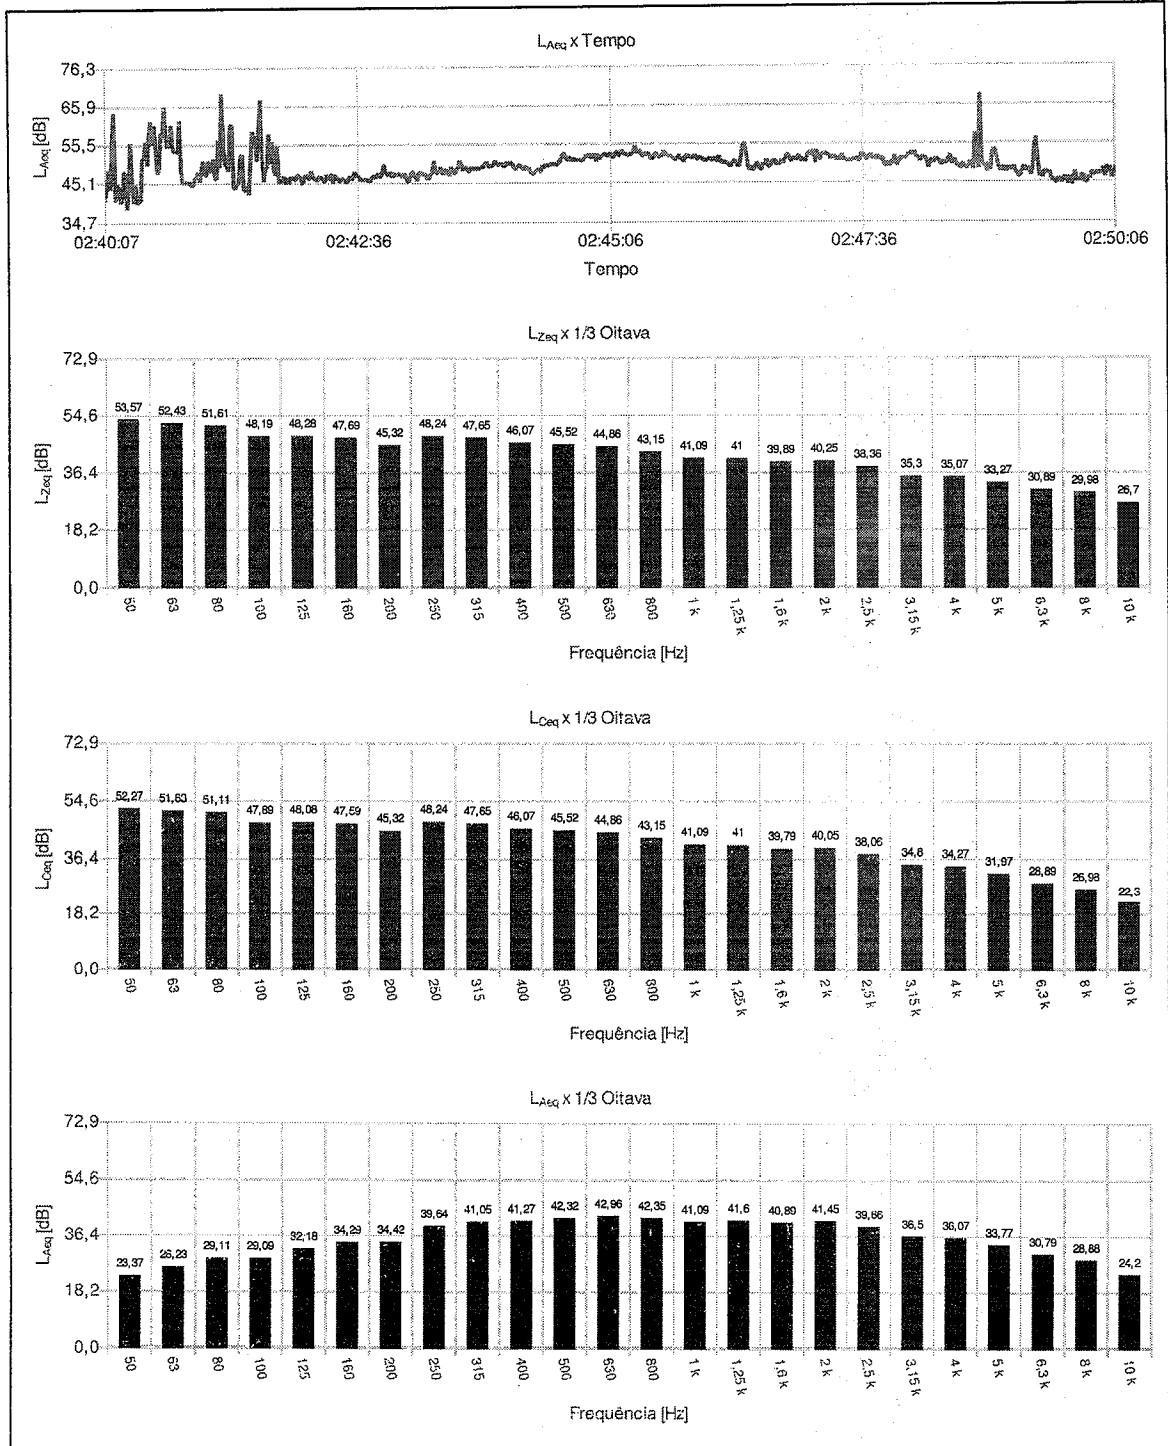 LAeq x Tempo
76,3
65,9
55,5
45,1
34,7
LAeq [dB]
02:40:07 02:42:36 02:45:06 02:47:36 02:50:06
Tempo
LZeq x 1/3 Oitava
72,9
54,6
36,4
18,2
0,0
LZeq [dB]
53,57 52,43 51,61 48,19 48,28 47,69 45,32 48,24 47,65 46,07 45,52 44,86 43,15 41,09 41 39,89 40,25 38,36 35,3 35,07 33,27 30,89 29,98 26,7
50 63 80 100 125 160 200 250 315 400 500 630 800 1 k 1,25 k 1,6 k 2 k 2,5 k 3,15 k 4 k 5 k 6,3 k 8 k 10 k
Frequência [Hz]
LCeq x 1/3 Oitava
72,9
54,6
36,4
18,2
0,0
LCeq [dB]
52,27 51,63 51,11 47,89 48,08 47,59 45,32 48,24 47,65 46,07 45,52 44,86 43,15 41,09 41 39,79 40,05 38,06 34,8 34,27 31,97 28,89 26,98 22,3
50 63 80 100 125 160 200 250 315 400 500 630 800 1 k 1,25 k 1,6 k 2 k 2,5 k 3,15 k 4 k 5 k 6,3 k 8 k 10 k
Frequência [Hz]
LAeq x 1/3 Oitava
72,9
54,6
36,4
18,2
0,0
LAeq [dB]
23,37 26,23 29,11 29,09 32,18 34,29 34,42 39,64 41,05 41,27 42,32 42,96 42,35 41,09 41,6 40,89 41,45 39,66 36,5 36,07 33,77 30,79 28,88 24,2
50 63 80 100 125 160 200 250 315 400 500 630 800 1 k 1,25 k 1,6 k 2 k 2,5 k 3,15 k 4 k 5 k 6,3 k 8 k 10 k
Frequência [Hz]